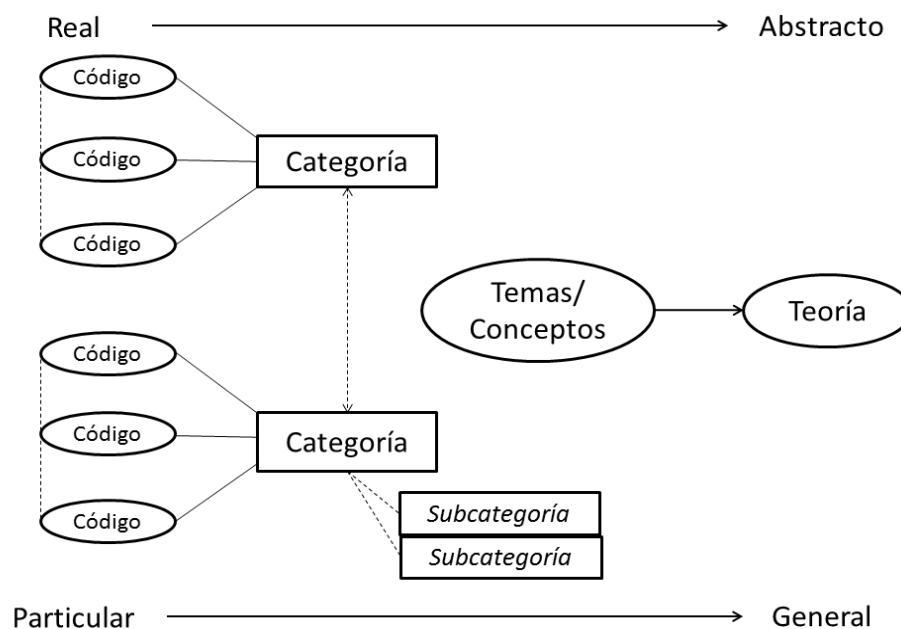 Real
Abstracto
Código
Código
Categoría
Código
Temas/
Conceptos
Teoría
Código
Código
Categoría
Código
Subcategoría
Subcategoría
Particular
General